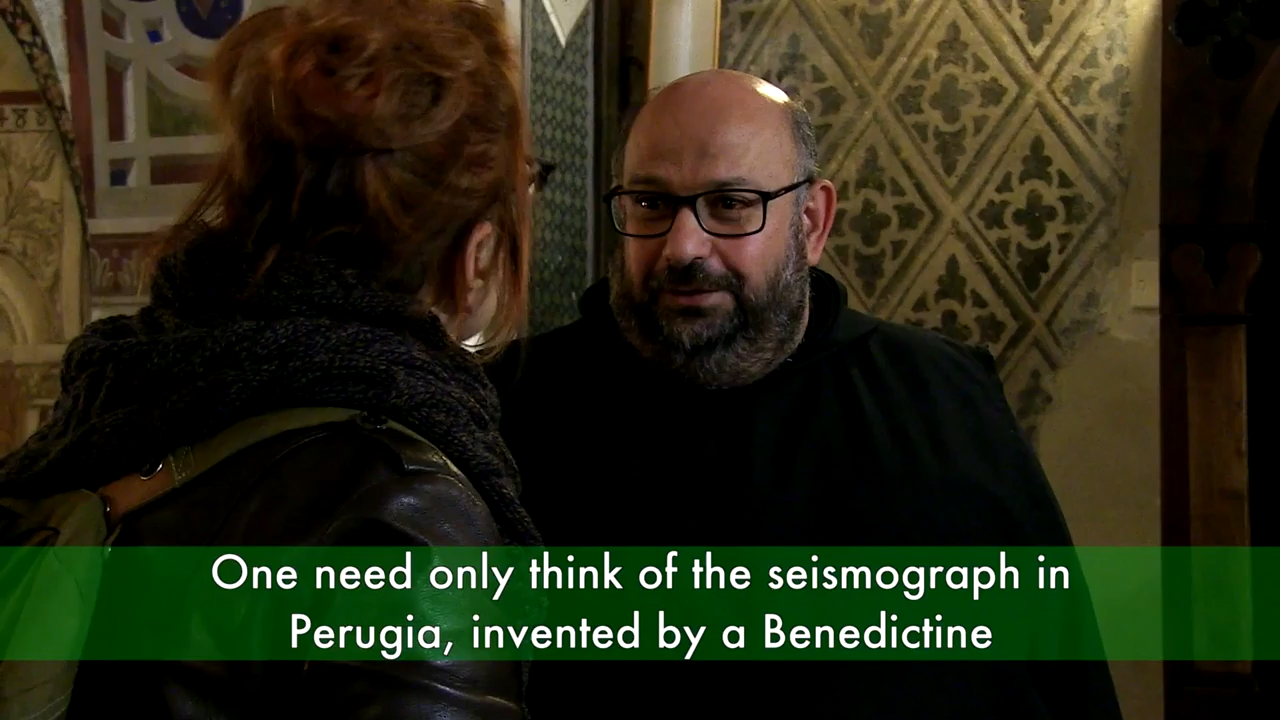 One need only think of the seismograph in
Perugia, invented by a Benedictine